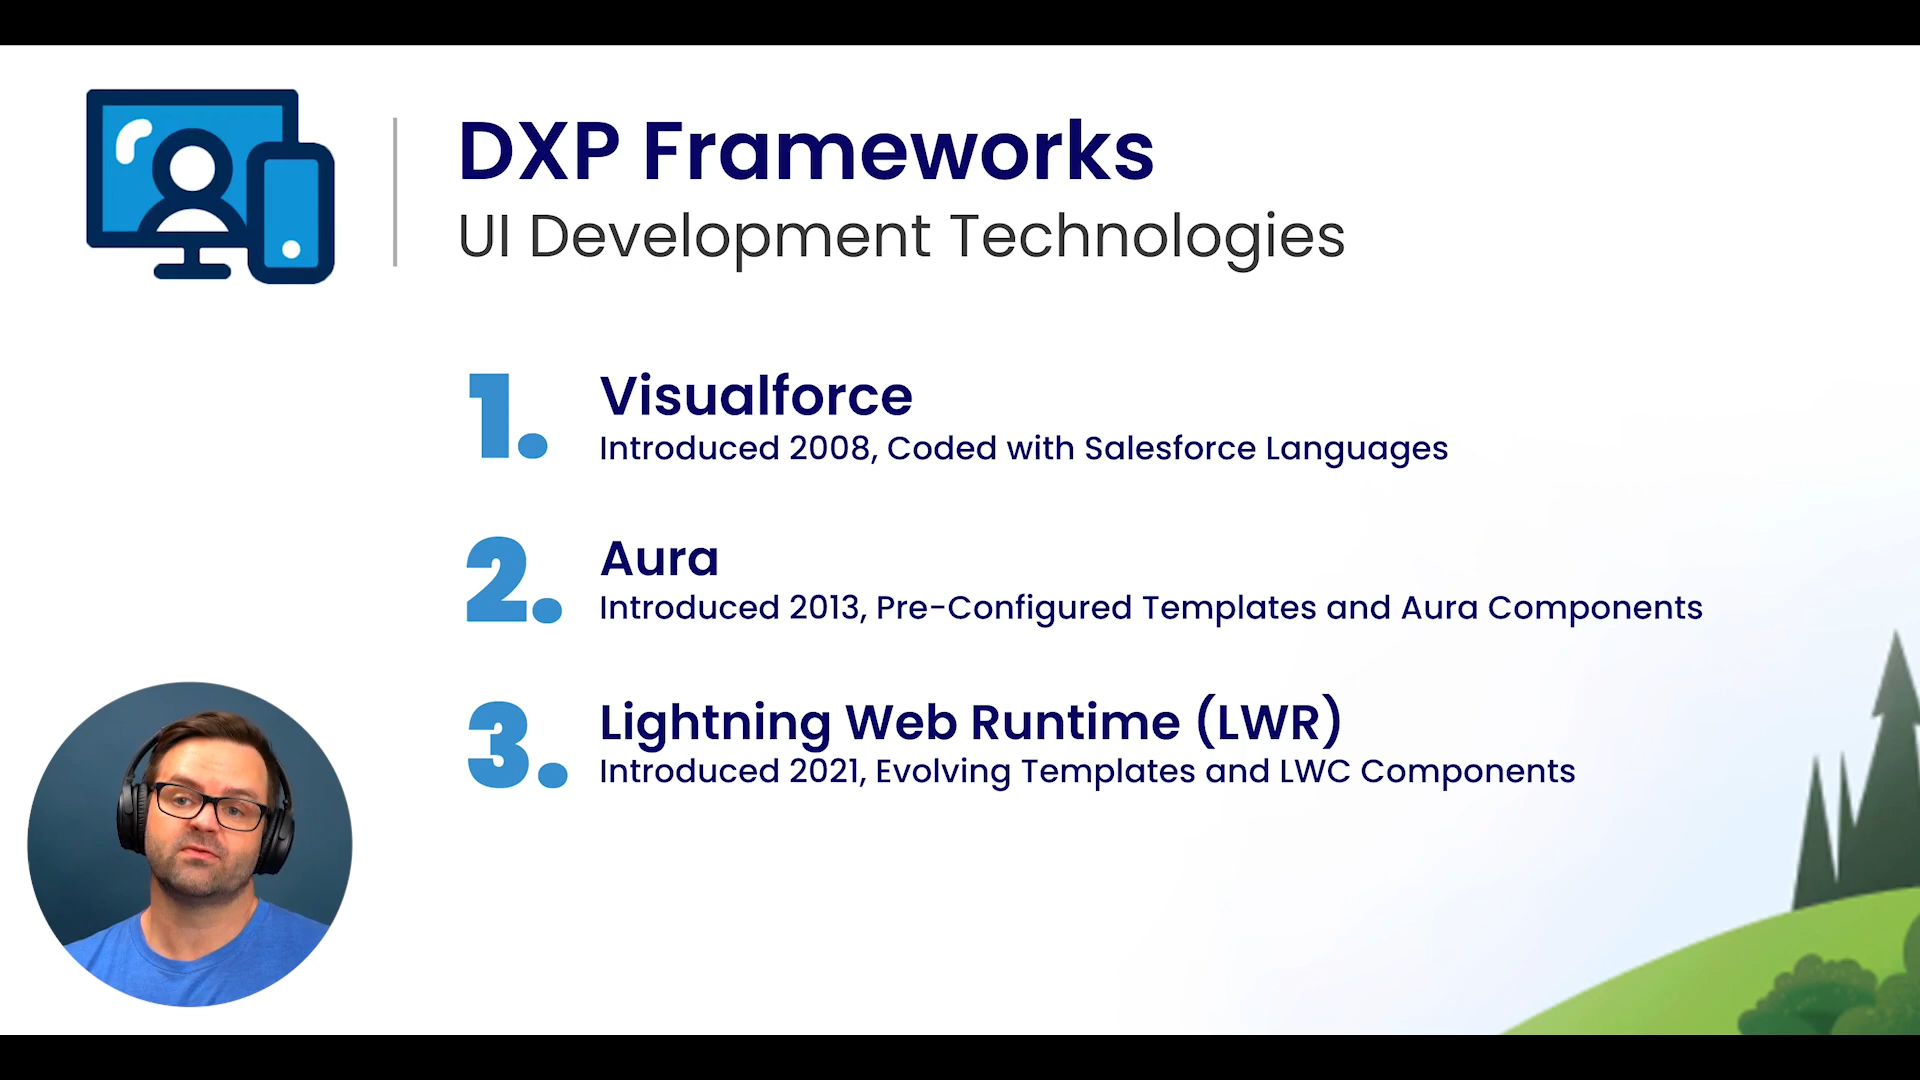 DXP Frameworks
UI Development Technologies
1. Visualforce
Introduced 2008, Coded with Salesforce Languages
2. Aura
Introduced 2013, Pre-Configured Templates and Aura Components
3. Lightning Web Runtime (LWR)
Introduced 2021, Evolving Templates and LWC Components